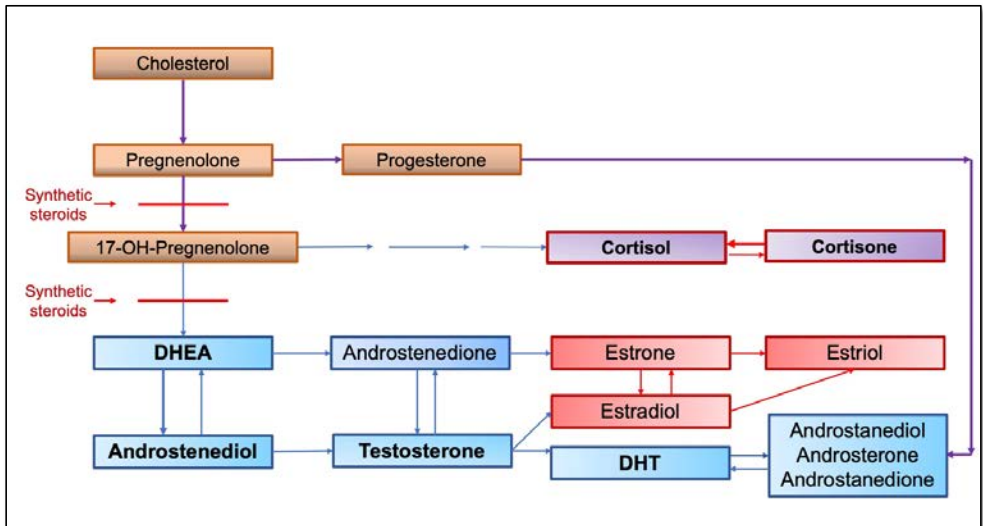 Cholesterol
Pregnenolone
Progesterone
Synthetic
steroids
17-OH-Pregnenolone
Cortisol
Cortisone
Synthetic
steroids
DHEA
Androstenedione
Estrone
Estriol
Estradiol
Androstenediol
Testosterone
DHT
Androstanediol
Androsterone
Androstanedione